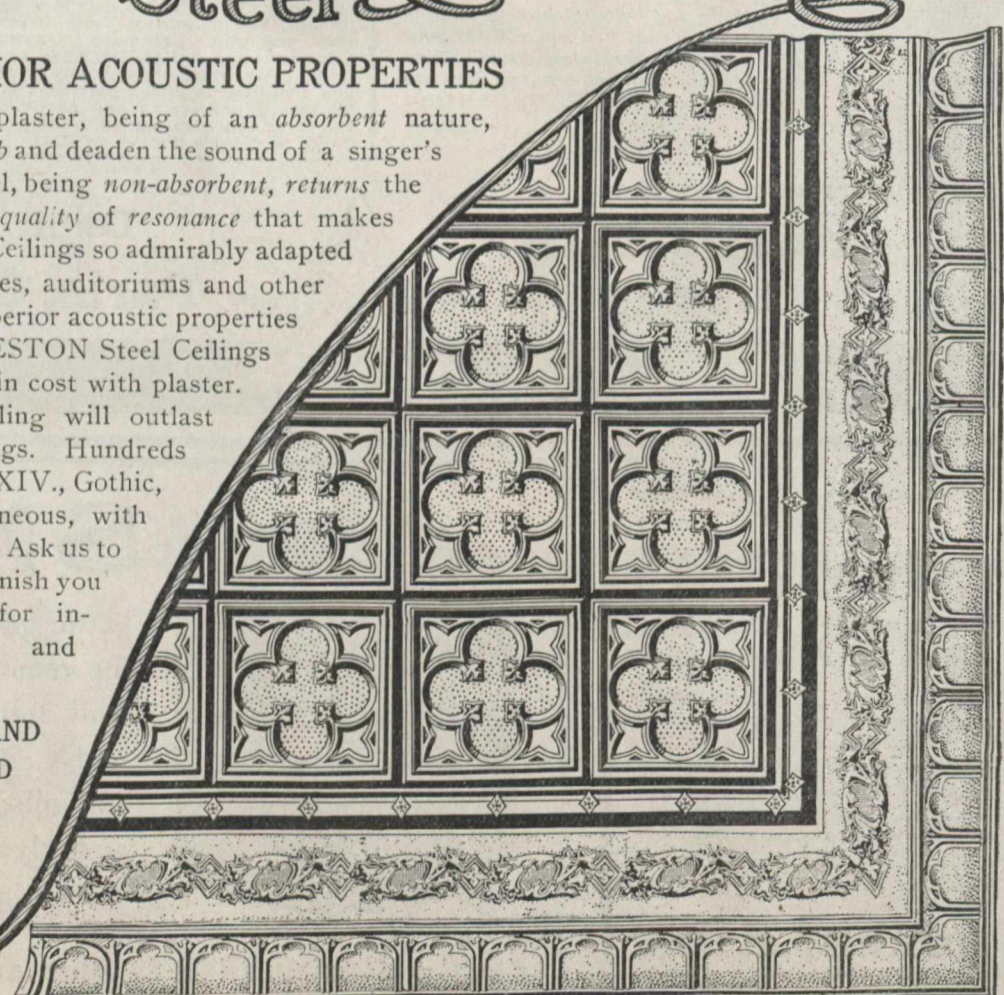 Steel
IOR ACOUSTIC PROPERTIES
plaster, being of an absorbent nature,
b and deaden the sound of a singer's
l, being non-absorbent, returns the
quality of resonance that makes
Ceilings so admirably adapted
es, auditoriums and other
perior acoustic properties
ESTON Steel Ceilings
in cost with plaster.
ling will outlast
gs. Hundreds
XIV., Gothic,
neous, with
Ask us to
nish you
for in-
and
AND
D